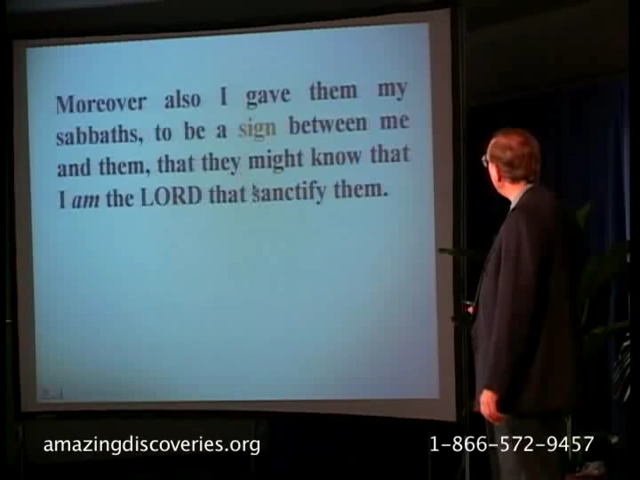 Moreover also I gave them my
sabbaths, to be a sign between me
and them, that they might know that
I am the LORD that sanctify them.
amazingdiscoveries.org
1-866-572-9457